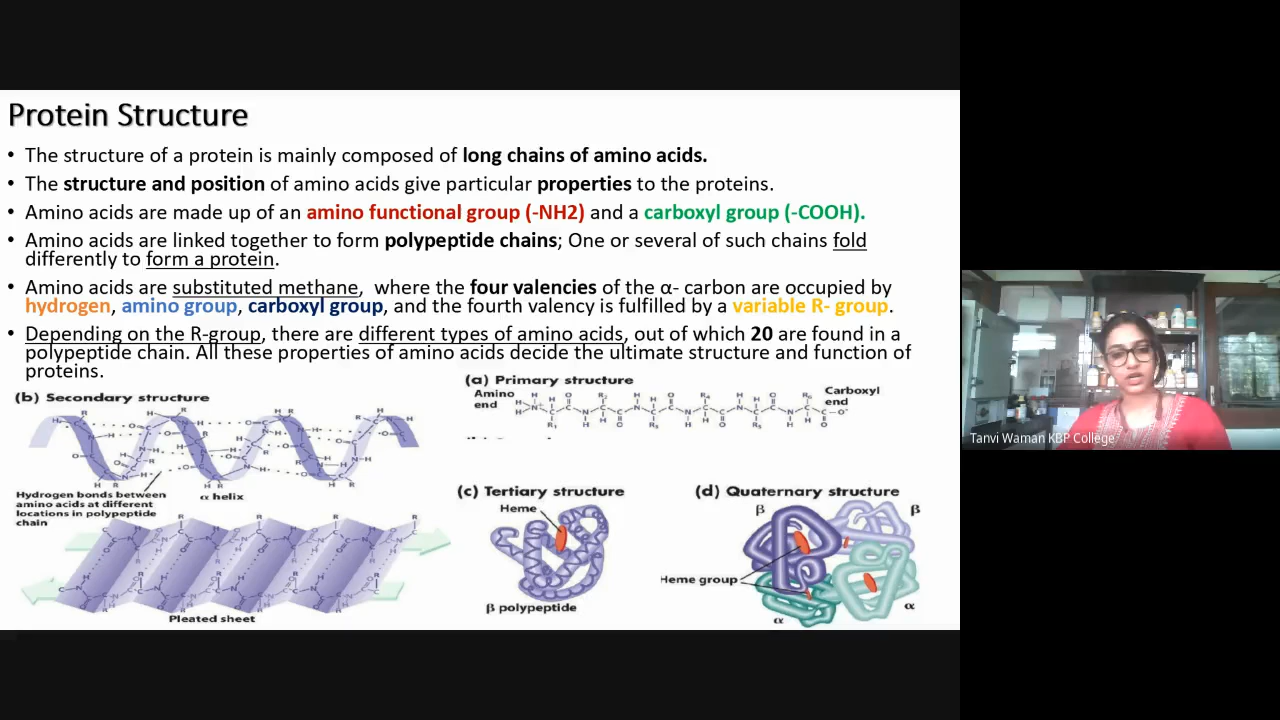 Protein Structure
• The structure of a protein is mainly composed of long chains of amino acids.
• The structure and position of amino acids give particular properties to the proteins.
• Amino acids are made up of an amino functional group (-NH2) and a carboxyl group (-COOH).
• Amino acids are linked together to form polypeptide chains; One or several of such chains fold
differently to form a protein.
• Amino acids are substituted methane, where the four valencies of the α- carbon are occupied by
hydrogen, amino group, carboxyl group, and the fourth valency is fulfilled by a variable R- group.
• Depending on the R-group, there are different types of amino acids, out of which 20 are found in a
polypeptide chain. All these properties of amino acids decide the ultimate structure and function of
proteins.
(a) Primary structure
Amino
end
Carboxyl
end
(b) Secondary structure
Hydrogen bonds between
amino acids at different
locations in polypeptide
chain
α helix
Pleated sheet
(c) Tertiary structure
Heme
β polypeptide
(d) Quaternary structure
β
β
Heme group
α
α
Tanvi Waman KBP College